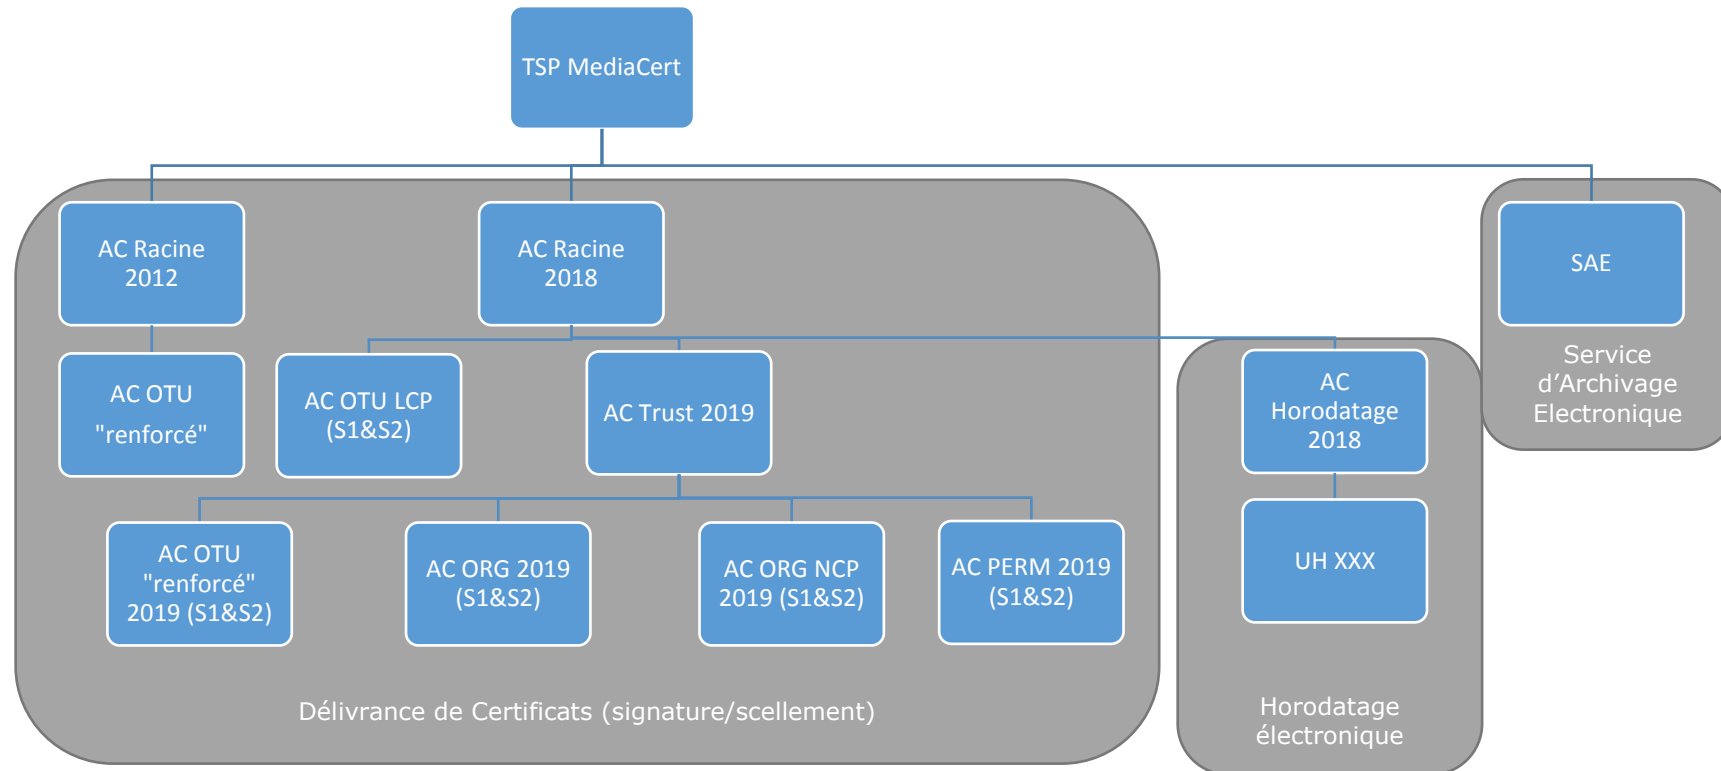 TSP MediaCert
AC Racine
2012
AC Racine
2018
SAE
Service
d’Archivage
Electronique
AC OTU
"renforcé"
AC OTU LCP
(S1&S2)
AC Trust 2019
AC
Horodatage
2018
AC OTU
"renforcé"
2019 (S1&S2)
AC ORG 2019
(S1&S2)
AC ORG NCP
2019 (S1&S2)
AC PERM 2019
(S1&S2)
UH XXX
Délivrance de Certificats (signature/scellement)
Horodatage
électronique